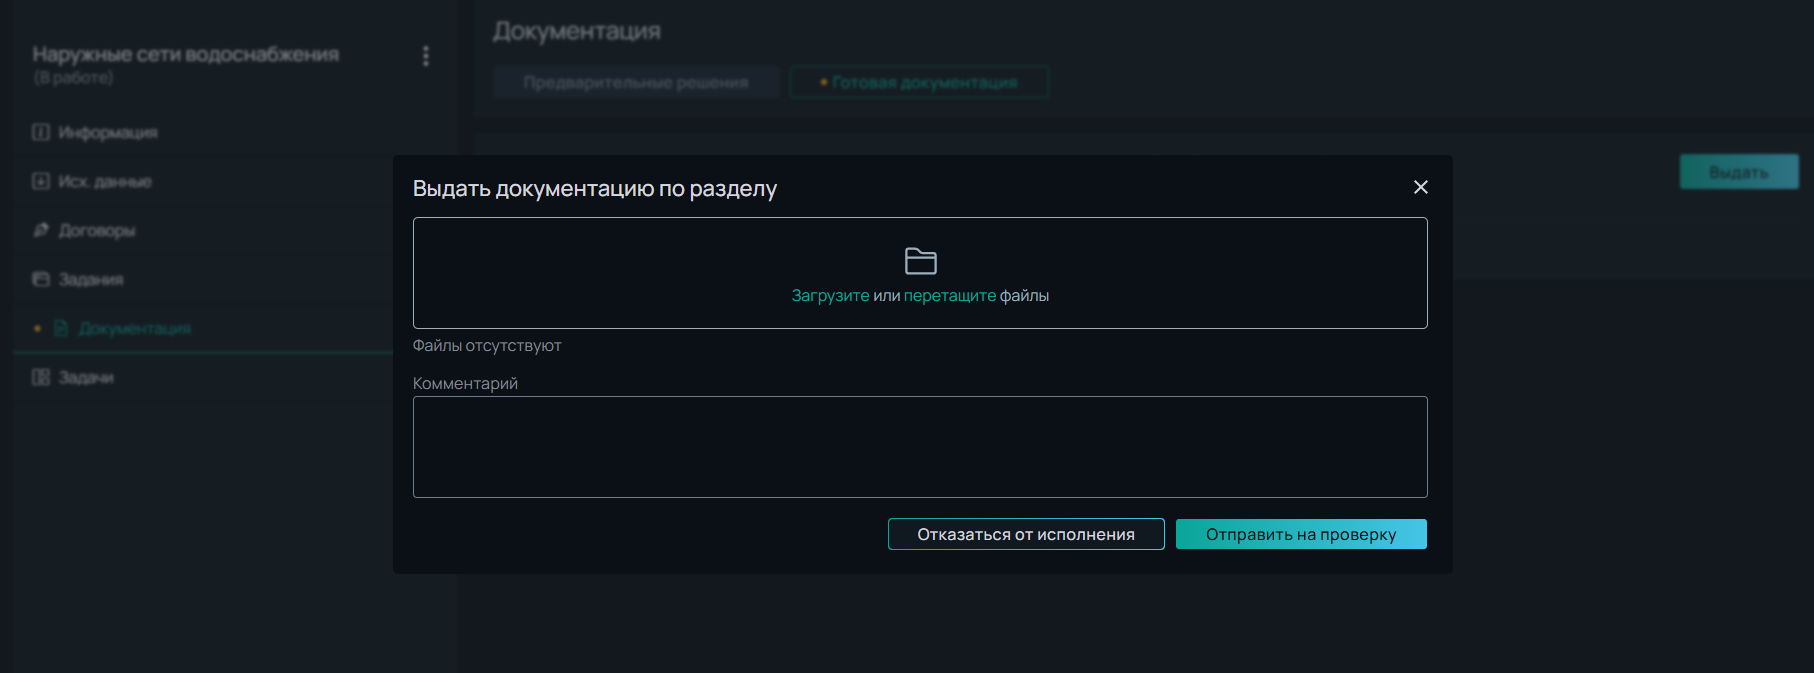 Наружные сети водоснабжения
(В работе)
Информация
Исх. данные
Договоры
Задания
Документация
Задачи
Документация
Предварительные решения
Готовая документация
Выдать
Выдать документацию по разделу
Загрузите или перетащите файлы
Файлы отсутствуют
Комментарий
Отказаться от исполнения
Отправить на проверку